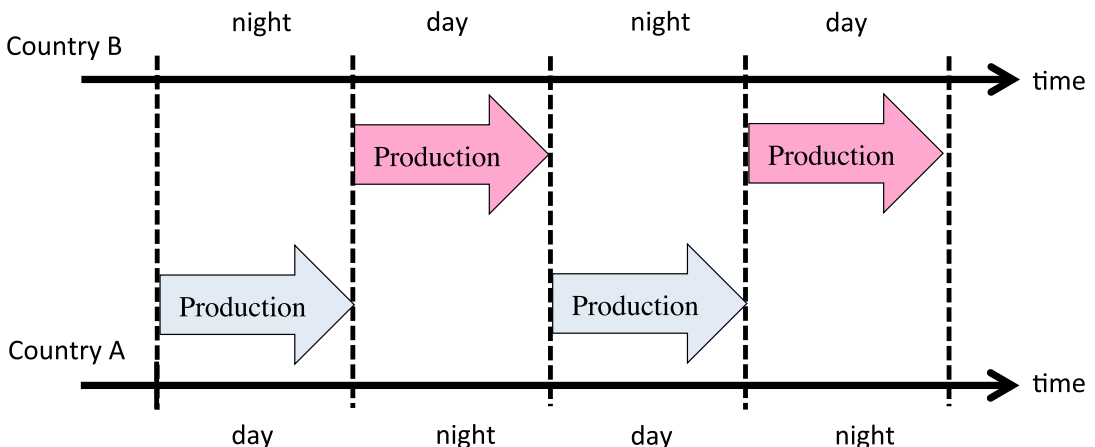 night day night day
Country B
time
Production Production
Production Production
Country A
time
day night day night